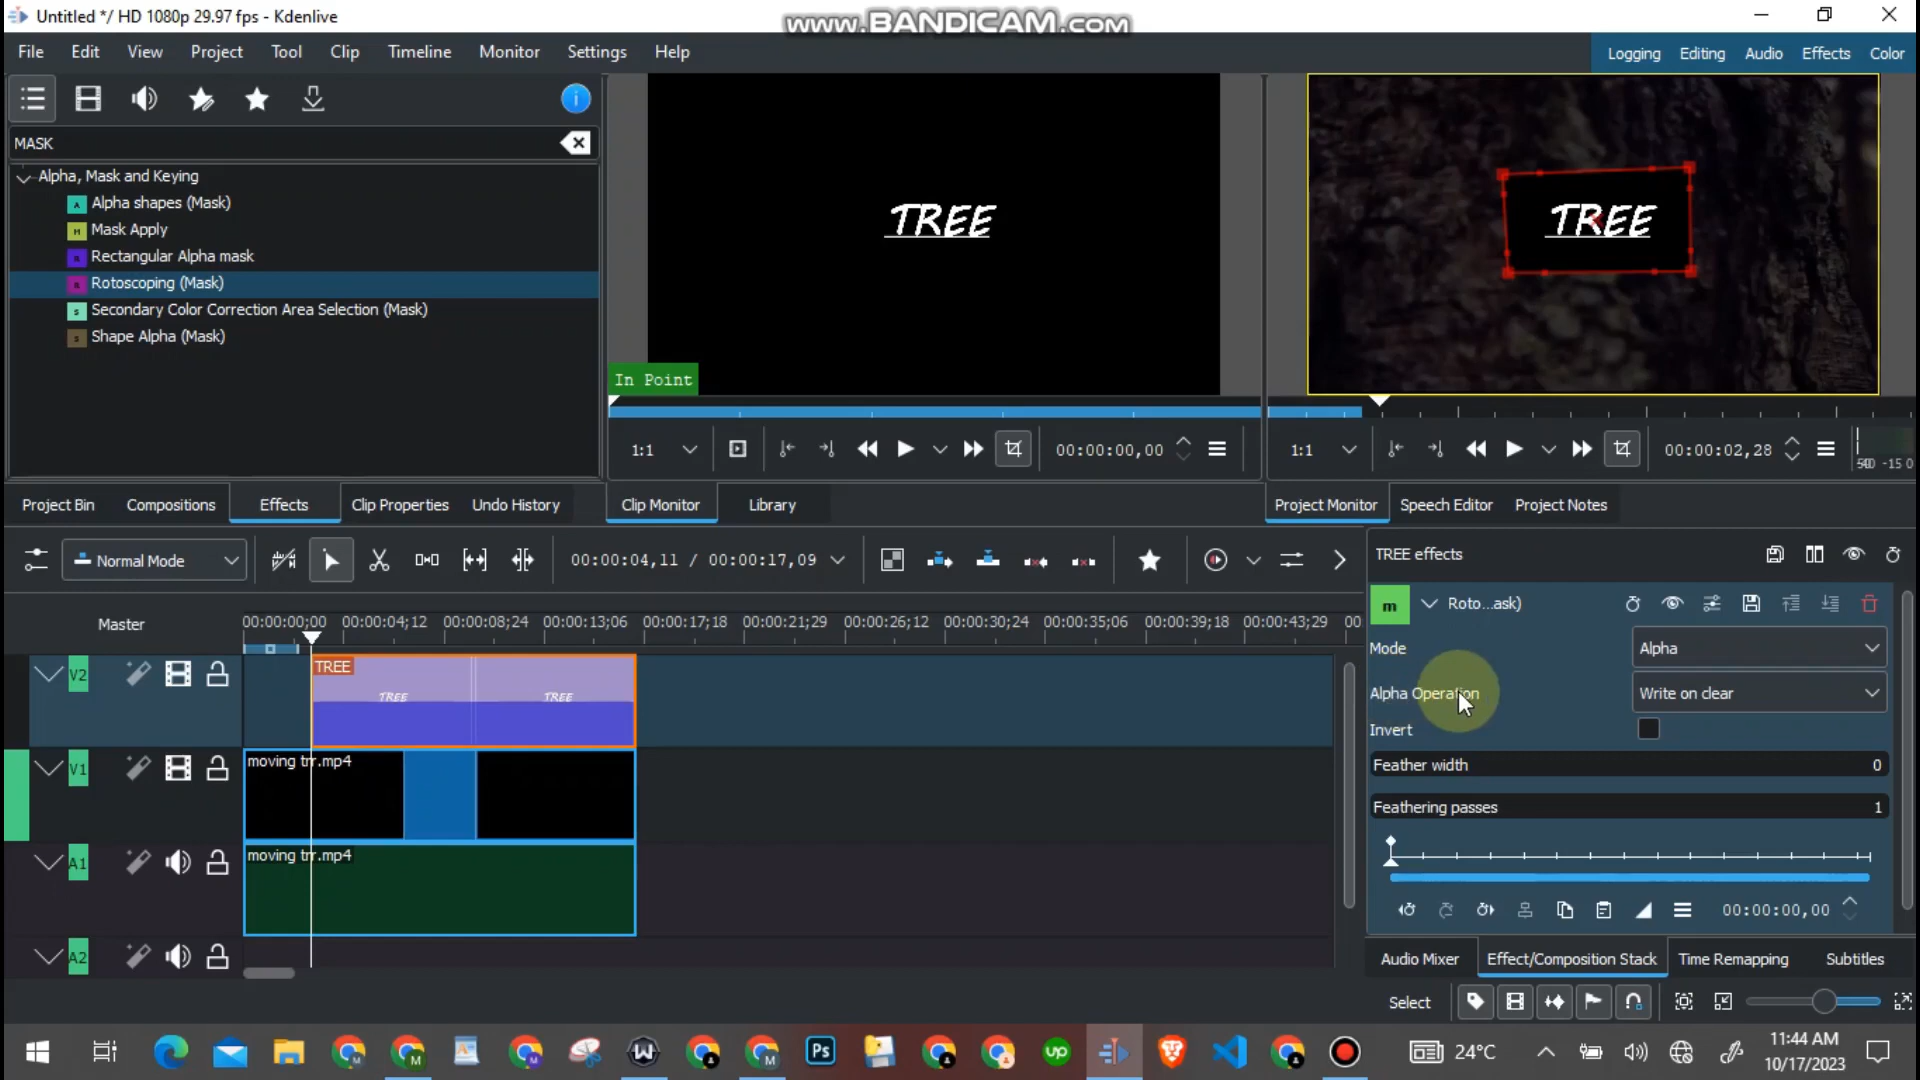 Untitled */ HD 1080p 29.97 fps - Kdenlive
www.BANDICAM.com
File Edit View Project Tool Clip Timeline Monitor Settings Help
Logging Editing Audio Effects Color
MASK
Alpha, Mask and Keying
Alpha shapes (Mask)
Mask Apply
Rectangular Alpha mask
Rotoscoping (Mask)
Secondary Color Correction Area Selection (Mask)
Shape Alpha (Mask)
TREE
In Point
TREE
1:1 00:00:00,00
1:1 00:00:02,28
-15 0
Project Bin Compositions Effects Clip Properties Undo History
Clip Monitor Library
Project Monitor Speech Editor Project Notes
Normal Mode
00:00:04,11 / 00:00:17,09
TREE effects
Master
00:00:00;00 00:00:04;12 00:00:08;24 00:00:13;06 00:00:17;18 00:00:21;29 00:00:26;12 00:00:30;24 00:00:35;06 00:00:39;18 00:00:43;29 00
m Roto...ask)
Mode Alpha
Alpha Operation Write on clear
Invert
Feather width 0
Feathering passes 1
00:00:00,00
V2
TREE
TREE TREE
V1
moving trr.mp4
A1
moving trr.mp4
A2
Audio Mixer Effect/Composition Stack Time Remapping Subtitles
Select
Ps
up
24°C
11:44 AM
10/17/2023